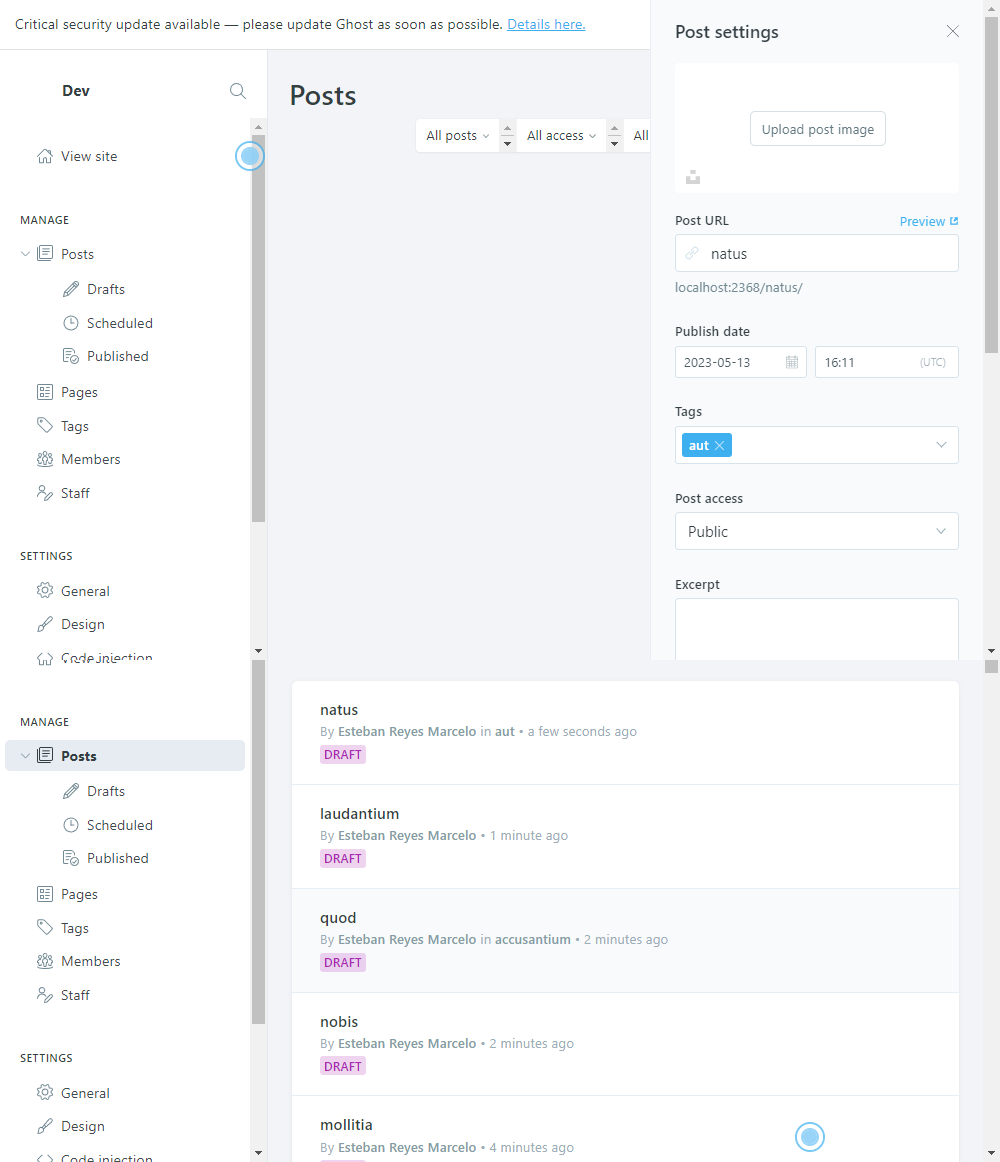 Critical security update available — please update Ghost as soon as possible. Details here.
Dev
View site
MANAGE
Posts
Drafts
Scheduled
Published
Pages
Tags
Members
Staff
SETTINGS
General
Design
Code injection
Posts
All posts
All access
All
Post settings
Upload post image
Post URL
Preview
natus
localhost:2368/natus/
Publish date
2023-05-13
16:11
(UTC)
Tags
aut
Post access
Public
Excerpt
MANAGE
Posts
Drafts
Scheduled
Published
Pages
Tags
Members
Staff
SETTINGS
General
Design
Code injection
natus
By Esteban Reyes Marcelo in aut • a few seconds ago
DRAFT
laudantium
By Esteban Reyes Marcelo • 1 minute ago
DRAFT
quod
By Esteban Reyes Marcelo in accusantium • 2 minutes ago
DRAFT
nobis
By Esteban Reyes Marcelo • 2 minutes ago
DRAFT
mollitia
By Esteban Reyes Marcelo • 4 minutes ago